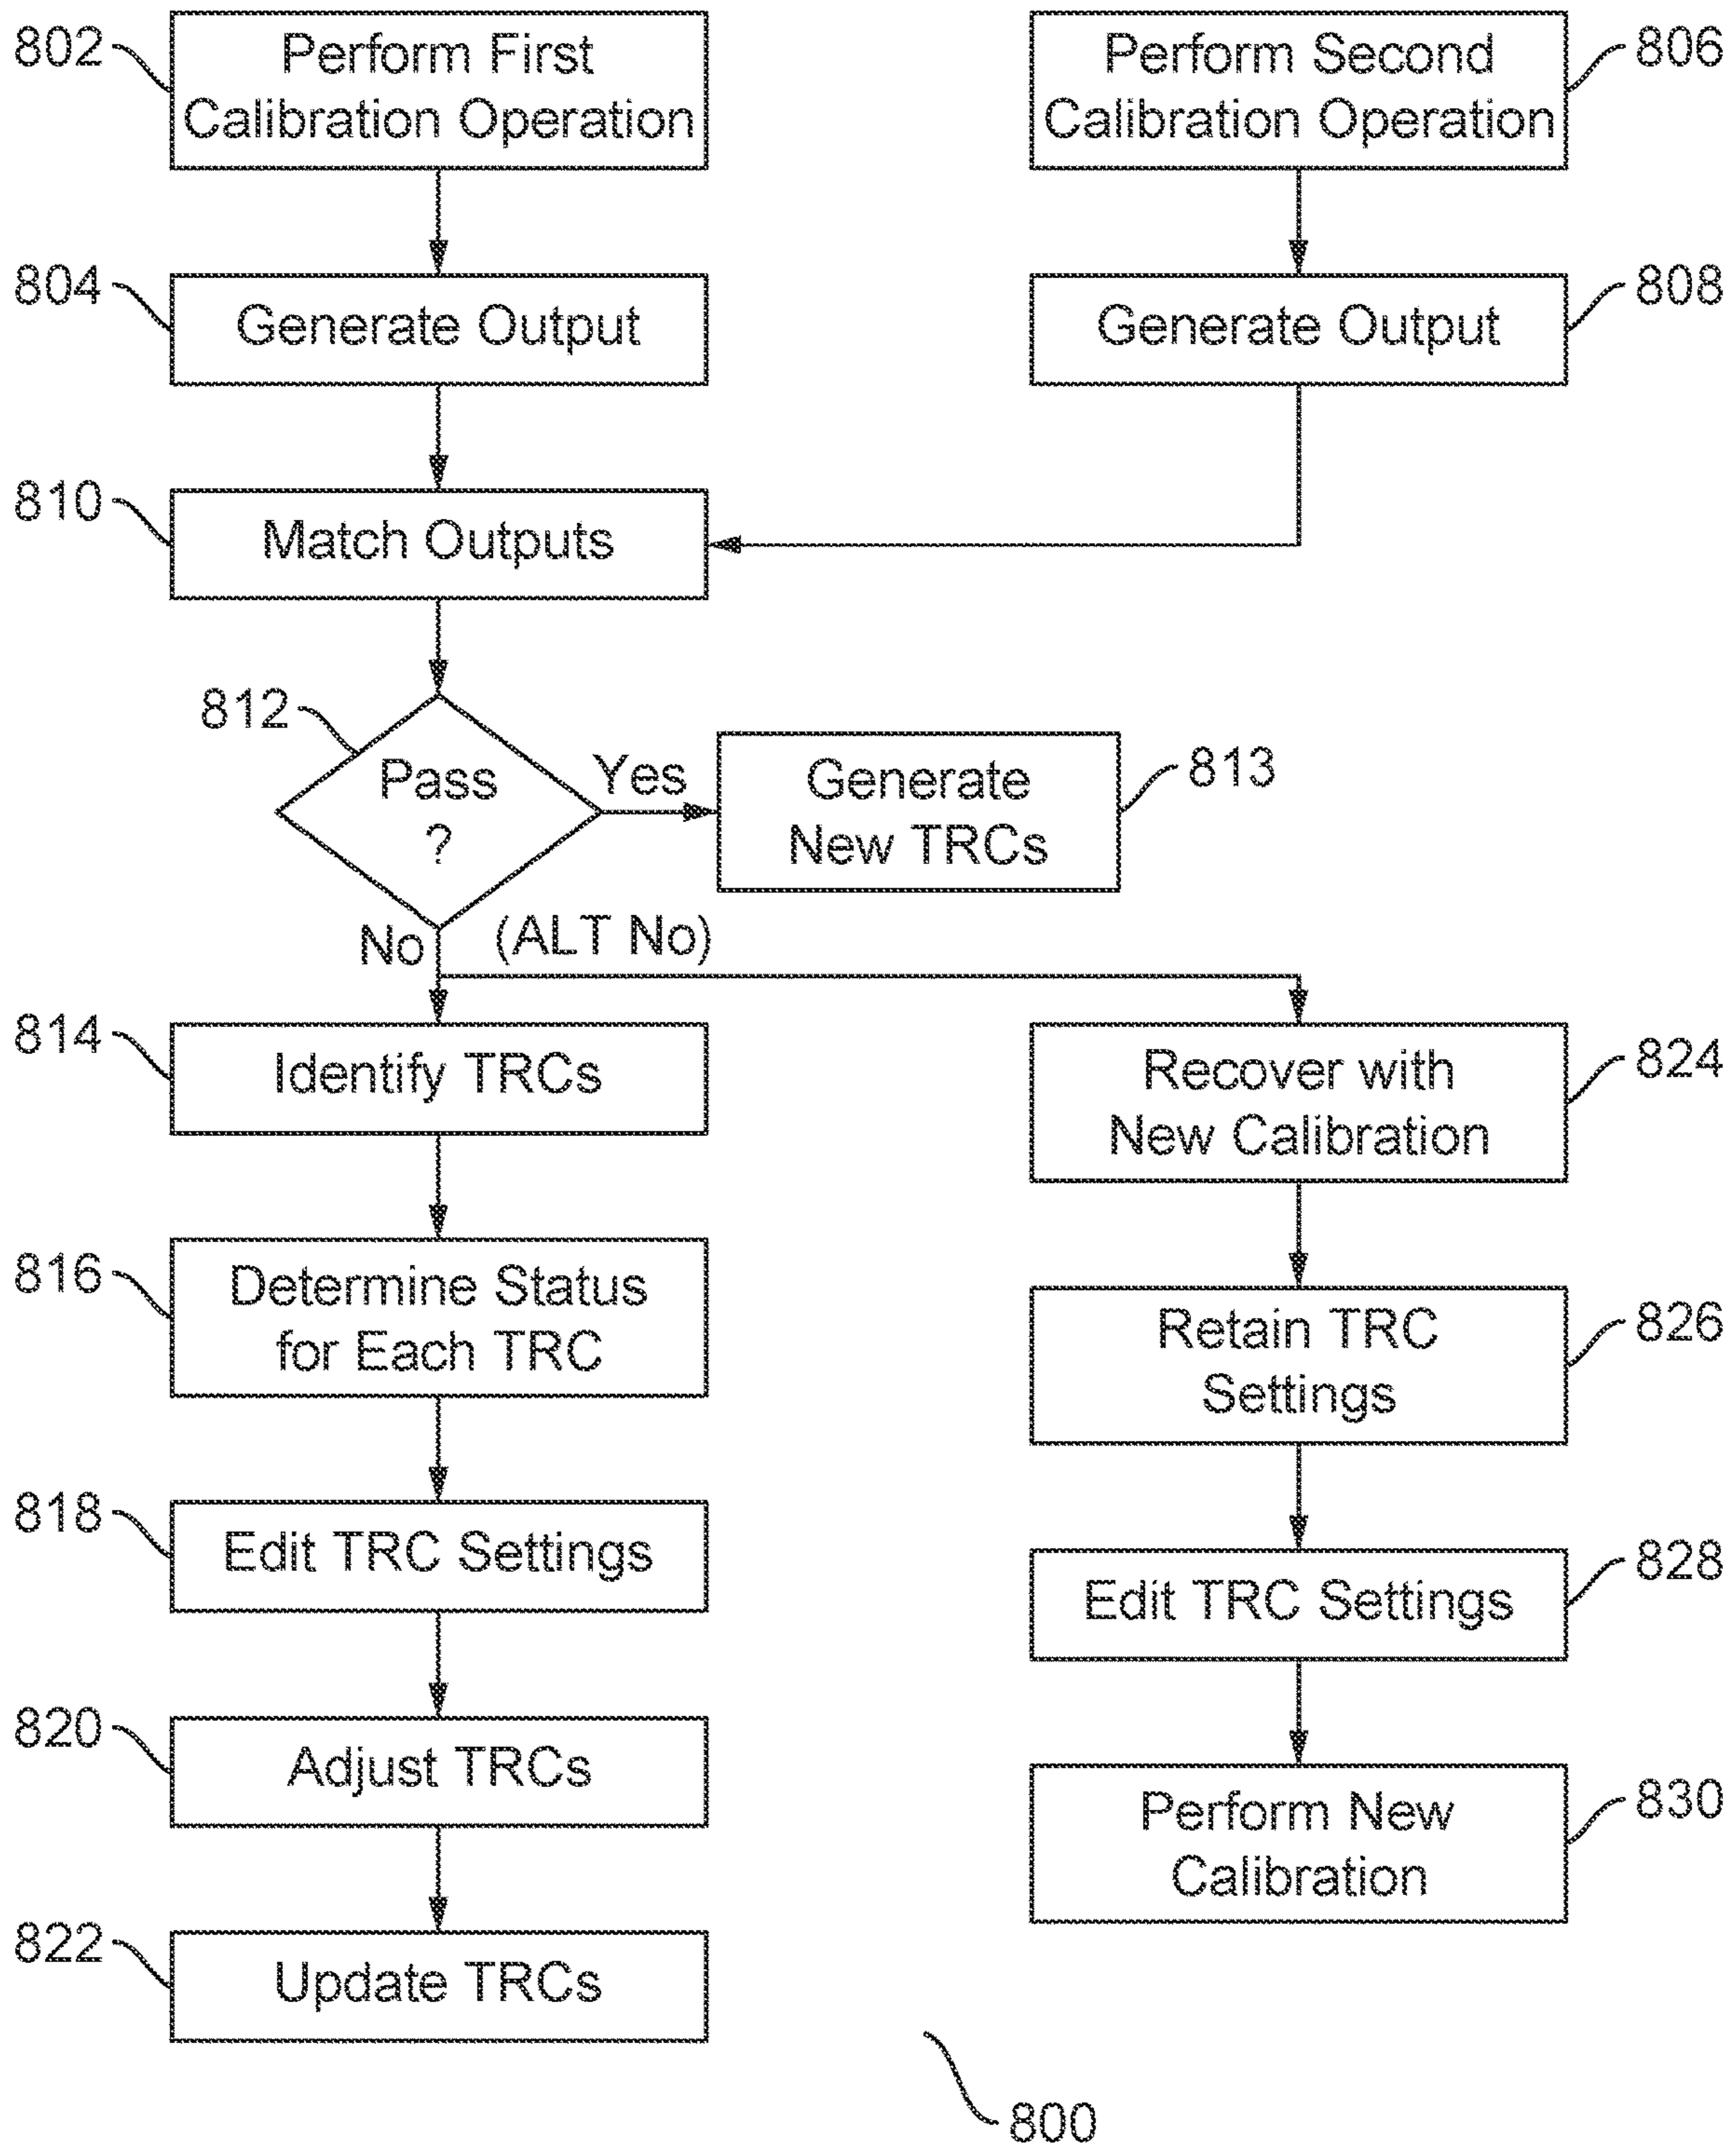 802
Perform First
Calibration Operation
Perform Second
Calibration Operation
806
804
Generate Output
Generate Output
808
810
Match Outputs
812
Pass
?
Yes
Generate
New TRCs
813
No
(ALT No)
814
Identify TRCs
Recover with
New Calibration
824
816
Determine Status
for Each TRC
Retain TRC
Settings
826
818
Edit TRC Settings
Edit TRC Settings
828
820
Adjust TRCs
Perform New
Calibration
830
822
Update TRCs
800